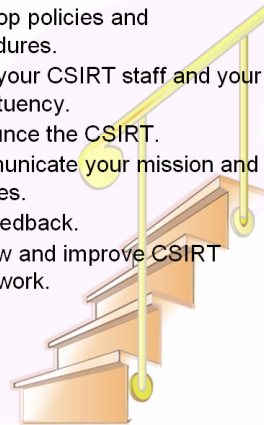 op policies and
dures.
your CSIRT staff and your
tuency.
unce the CSIRT.
municate your mission and
es.
edback.
w and improve CSIRT
work.